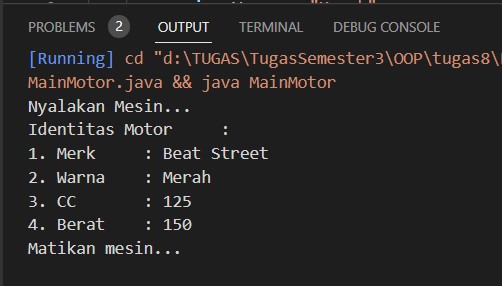 PROBLEMS 2 OUTPUT TERMINAL DEBUG CONSOLE
[Running] cd "d:\TUGAS\TugasSemester3\OOP\tugas8\
MainMotor.java && java MainMotor
Nyalakan Mesin...
Identitas Motor     :
1. Merk     : Beat Street
2. Warna    : Merah
3. CC       : 125
4. Berat    : 150
Matikan mesin...